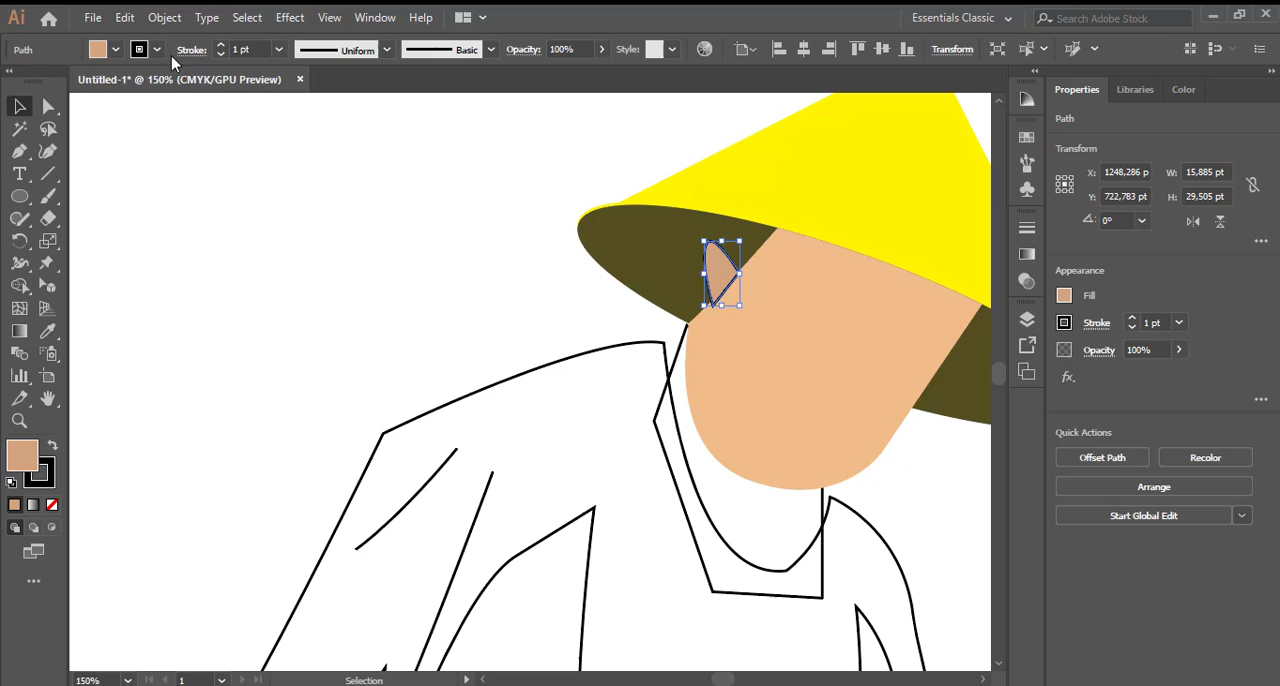 Ai File Edit Object Type Select Effect View Window Help Essentials Classic Search Adobe Stock
Path Stroke: 1 pt Uniform Basic Opacity: 100% Style: Transform
Untitled-1* @ 150% (CMYK/GPU Preview) ×
Properties Libraries Color
Path
Transform
X: 1248,286 p W: 15,885 pt
Y: 722,783 pt H: 29,505 pt
0°
Appearance
Fill
Stroke 1 pt
Opacity 100%
fx.
Quick Actions
Offset Path Recolor
Arrange
Start Global Edit
150% 1 Selection